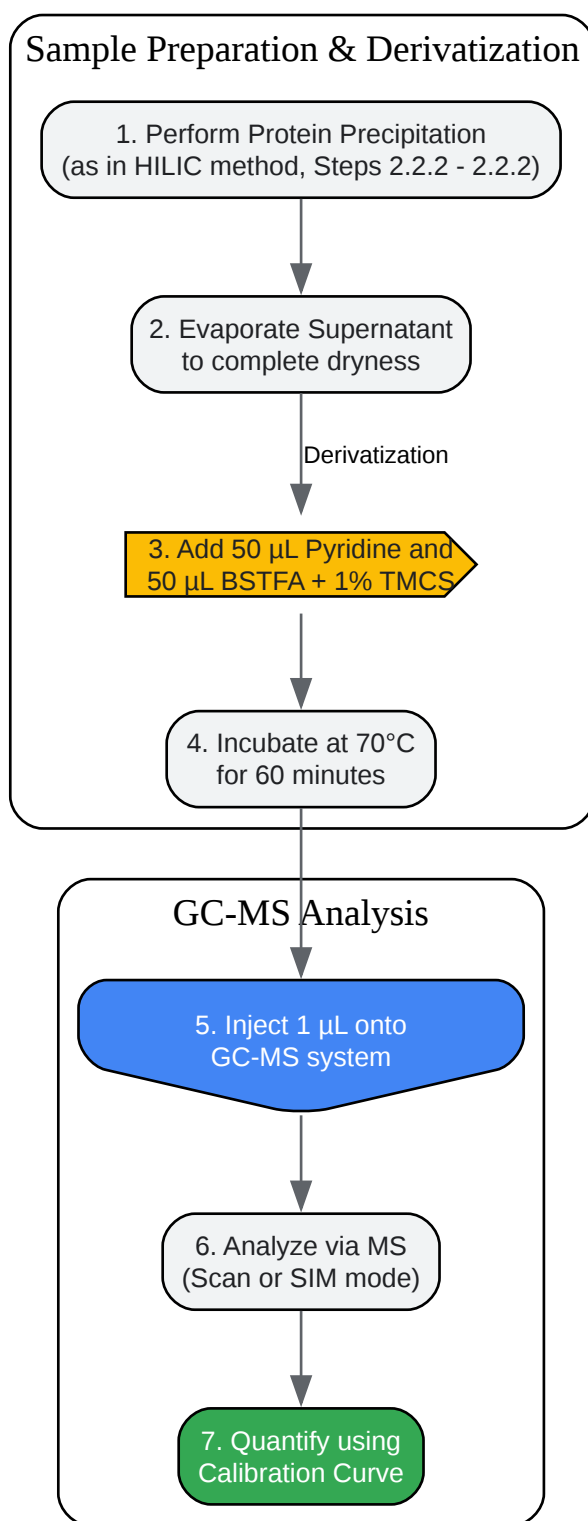 Sample Preparation & Derivatization
1. Perform Protein Precipitation
(as in HILIC method, Steps 2.2.2 - 2.2.2)
2. Evaporate Supernatant
to complete dryness
Derivatization
3. Add 50 µL Pyridine and
50 µL BSTFA + 1% TMCS
4. Incubate at 70°C
for 60 minutes
GC-MS Analysis
5. Inject 1 µL onto
GC-MS system
6. Analyze via MS
(Scan or SIM mode)
7. Quantify using
Calibration Curve